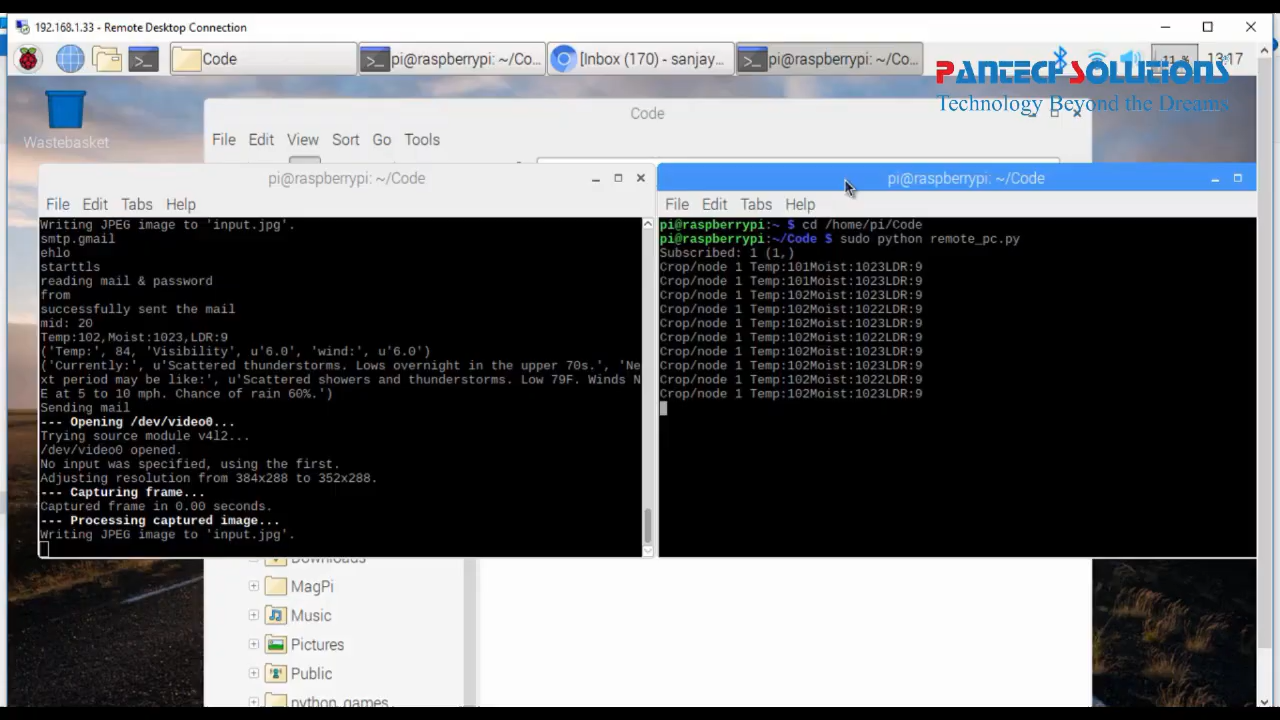 192.168.1.33 - Remote Desktop Connection
Code
pi@raspberrypi: ~/Co...
[Inbox (170) - sanjay...
pi@raspberrypi: ~/Co...
11 %
13:17
PANTECH SOLUTIONS
Technology Beyond the Dreams
Wastebasket
Code
File Edit View Sort Go Tools
pi@raspberrypi: ~/Code
File Edit Tabs Help
Writing JPEG image to 'input.jpg'.
smtp.gmail
ehlo
starttls
reading mail & password
from
successfully sent the mail
mid: 20
Temp:102,Moist:1023,LDR:9
('Temp:', 84, 'Visibility', u'6.0', 'wind:', u'6.0')
('Currently:', u'Scattered thunderstorms. Lows overnight in the upper 70s.', 'Ne
xt period may be like:', u'Scattered showers and thunderstorms. Low 79F. Winds N
E at 5 to 10 mph. Chance of rain 60%.')
Sending mail
--- Opening /dev/video0...
Trying source module v4l2...
/dev/video0 opened.
No input was specified, using the first.
Adjusting resolution from 384x288 to 352x288.
--- Capturing frame...
Captured frame in 0.00 seconds.
--- Processing captured image...
Writing JPEG image to 'input.jpg'.
pi@raspberrypi: ~/Code
File Edit Tabs Help
pi@raspberrypi:~ $ cd /home/pi/Code
pi@raspberrypi:~/Code $ sudo python remote_pc.py
Subscribed: 1 (1,)
Crop/node 1 Temp:101Moist:1023LDR:9
Crop/node 1 Temp:101Moist:1023LDR:9
Crop/node 1 Temp:102Moist:1023LDR:9
Crop/node 1 Temp:102Moist:1022LDR:9
Crop/node 1 Temp:102Moist:1023LDR:9
Crop/node 1 Temp:102Moist:1022LDR:9
Crop/node 1 Temp:102Moist:1023LDR:9
Crop/node 1 Temp:102Moist:1023LDR:9
Crop/node 1 Temp:102Moist:1022LDR:9
Crop/node 1 Temp:102Moist:1023LDR:9
Downloads
MagPi
Music
Pictures
Public
python_games